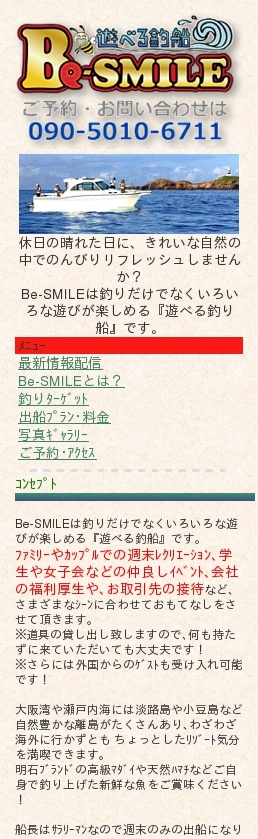 遊べる釣船
Be-SMILE
ご予約・お問い合わせは
090-5010-6711
休日の晴れた日に、きれいな自然の
中でのんびりリフレッシュしません
か？
Be-SMILEは釣りだけでなくいろい
ろな遊びが楽しめる『遊べる釣り
船』です。
ﾒﾆｭｰ
最新情報配信
Be-SMILEとは？
釣りﾀｰｹﾞｯﾄ
出船ﾌﾟﾗﾝ・料金
写真ｷﾞｬﾗﾘｰ
ご予約・ｱｸｾｽ
ｺﾝｾﾌﾟﾄ
Be-SMILEは釣りだけでなくいろいろな遊
びが楽しめる『遊べる釣船』です。
ﾌｧﾐﾘｰやｶｯﾌﾟﾙでの週末ﾚｸﾘｴｰｼｮﾝ、学
生や女子会などの仲良しｲﾍﾞﾝﾄ、会社
の福利厚生や、お取引先の接待など、
さまざまなｼｰﾝに合わせておもてなしをさ
せて頂ます。
※道具の貸し出し致しますので､何も持た
ずに来ていただいても大丈夫です！
※さらには外国からのｹﾞｽﾄも受け入れ可能
です！
大阪湾や瀬戸内海には淡路島や小豆島など
自然豊かな離島がたくさんあり､わざわざ
海外に行かずとも ちょっとしたﾘｿﾞｰﾄ気分
を満喫できます。
明石ﾌﾞﾗﾝﾄﾞの高級ﾏﾀﾞｲや天然ﾊﾏﾁなどご自
身で釣り上げた新鮮な魚をご賞味ください
！
船長はｻﾗﾘｰﾏﾝなので週末のみの出船になり